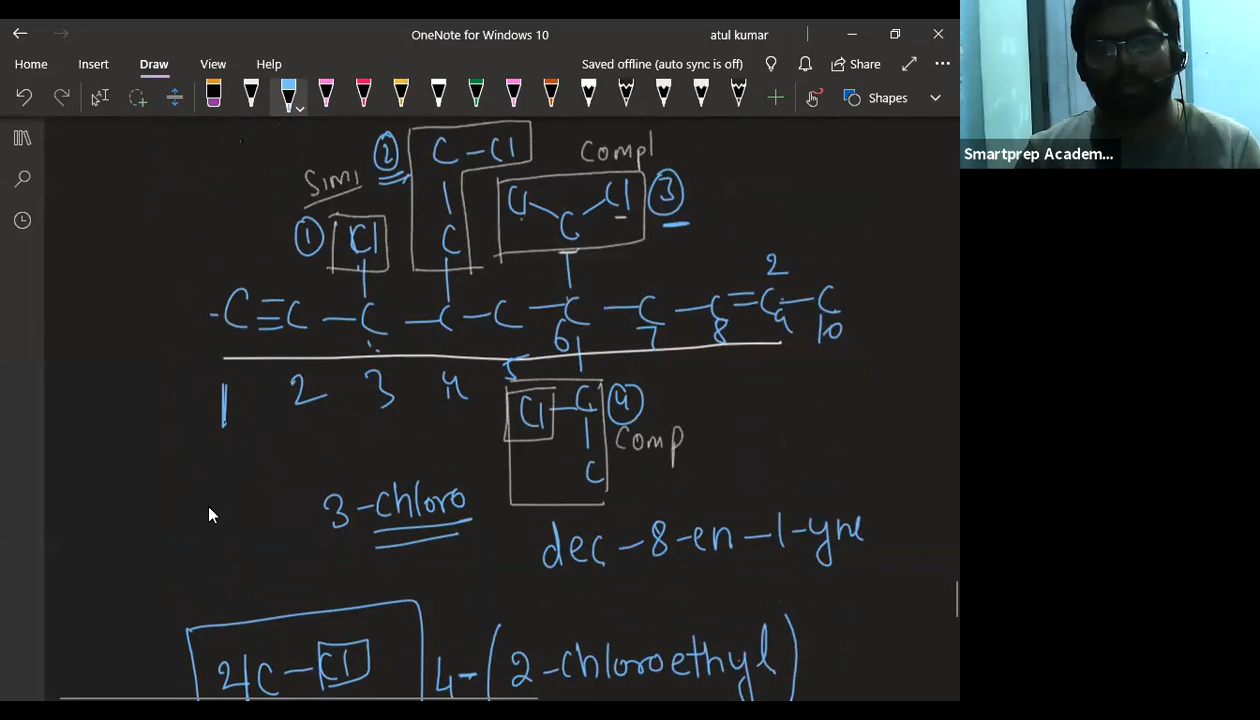 OneNote for Windows 10
atul kumar
Home Insert Draw View Help
Saved offline (auto sync is off)
Share
Shapes
Smartprep Academ...
② C - Cl
Compl
Simi
Cl Cl ③
C
① Cl
C
2
C ≡ C - C - C - C - C - C - C = C - C
6 7 8 9 10
1 2 3 4 5
Cl - C ④
Comp
C
3-chloro
dec-8-en-1-yne
C - Cl
4-(2-chloroethyl)